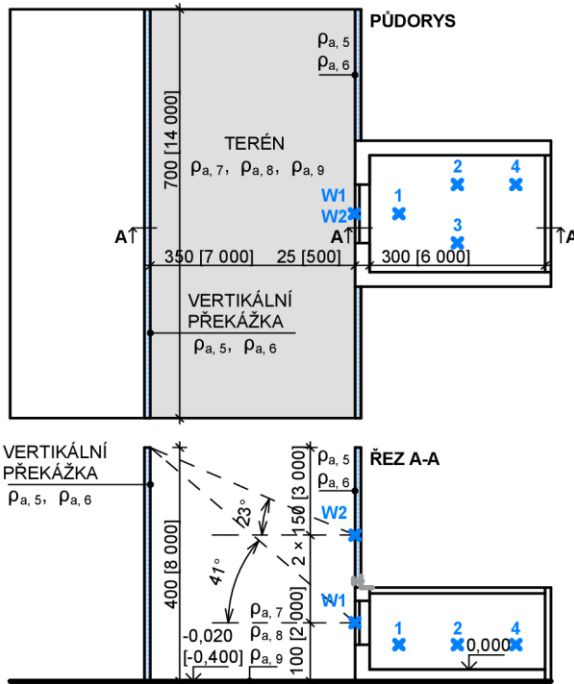 PŮDORYS
ρa, 5
ρa, 6
700 [14 000]
TERÉN
ρa, 7, ρa, 8, ρa, 9
W1
W2
1
2
4
3
A
A
A
350 [7 000]
25 [500]
300 [6 000]
VERTIKÁLNÍ
PŘEKÁŽKA
ρa, 5, ρa, 6
VERTIKÁLNÍ
PŘEKÁŽKA
ρa, 5, ρa, 6
ρa, 5
ρa, 6
ŘEZ A-A
W2
23°
41°
400 [8 000]
2 × 150 [3 000]
W1
100 [2 000]
1
2
4
-0,020
[-0,400]
ρa, 7
ρa, 8
ρa, 9
0,000